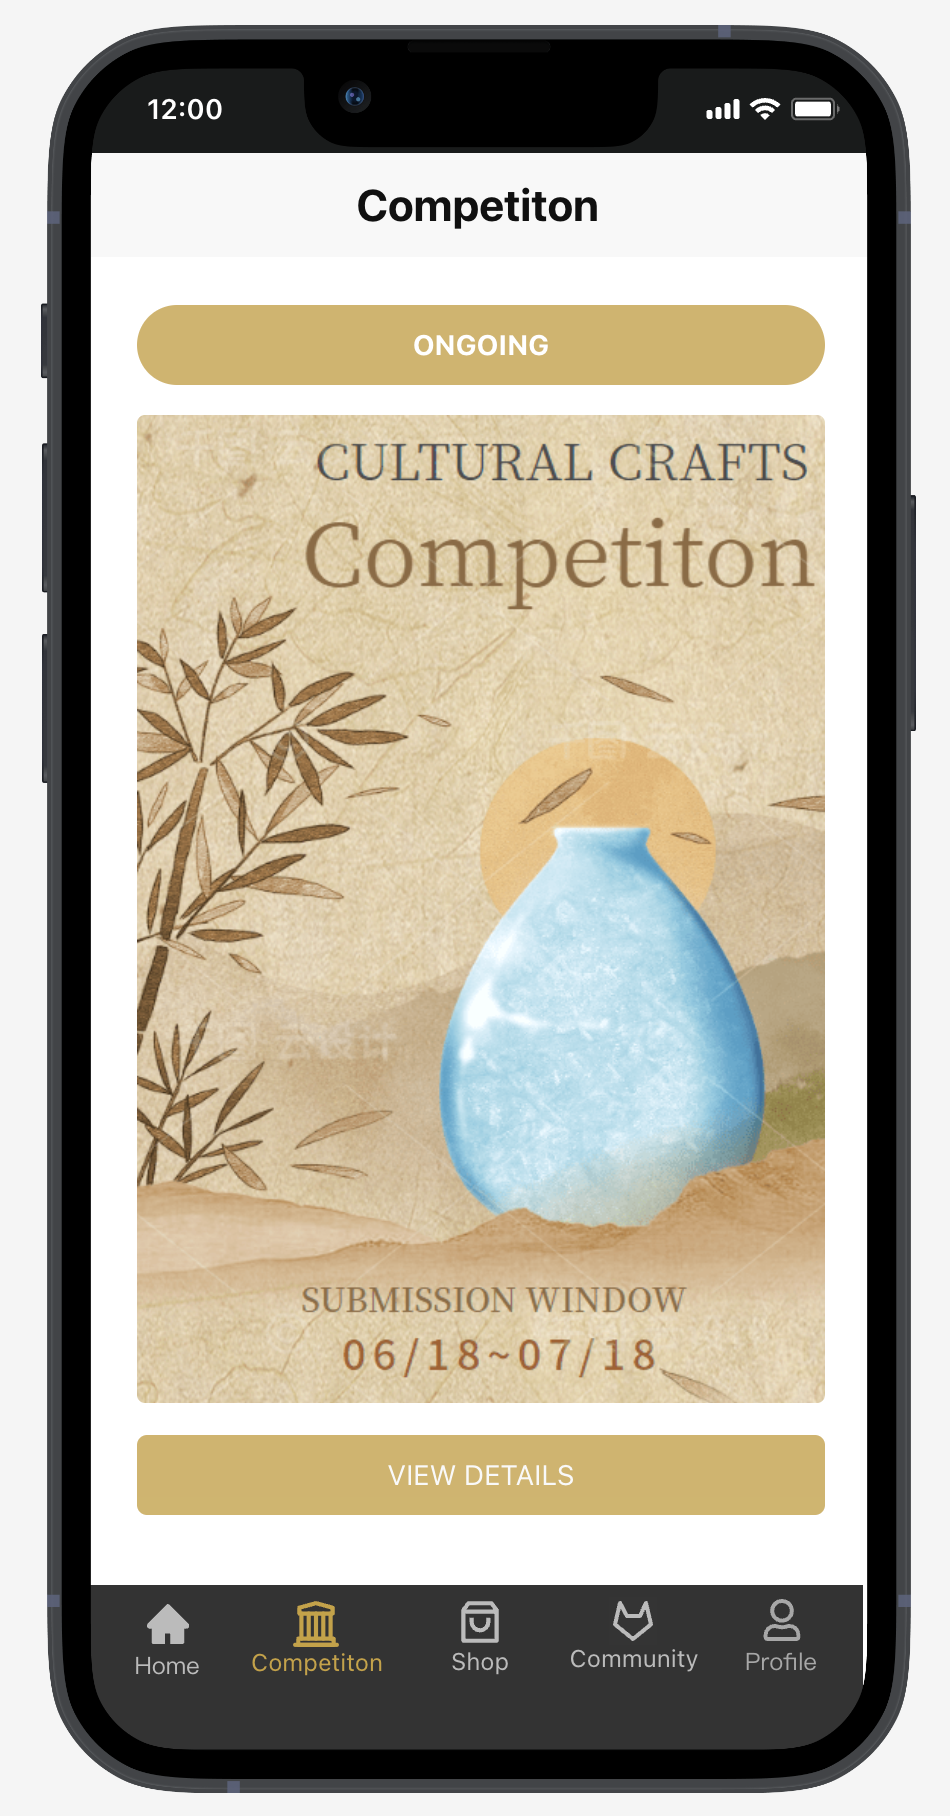 12:00
Competiton
ONGOING
CULTURAL CRAFTS
Competiton
SUBMISSION WINDOW
06/18~07/18
VIEW DETAILS
Home
Competiton
Shop
Community
Profile